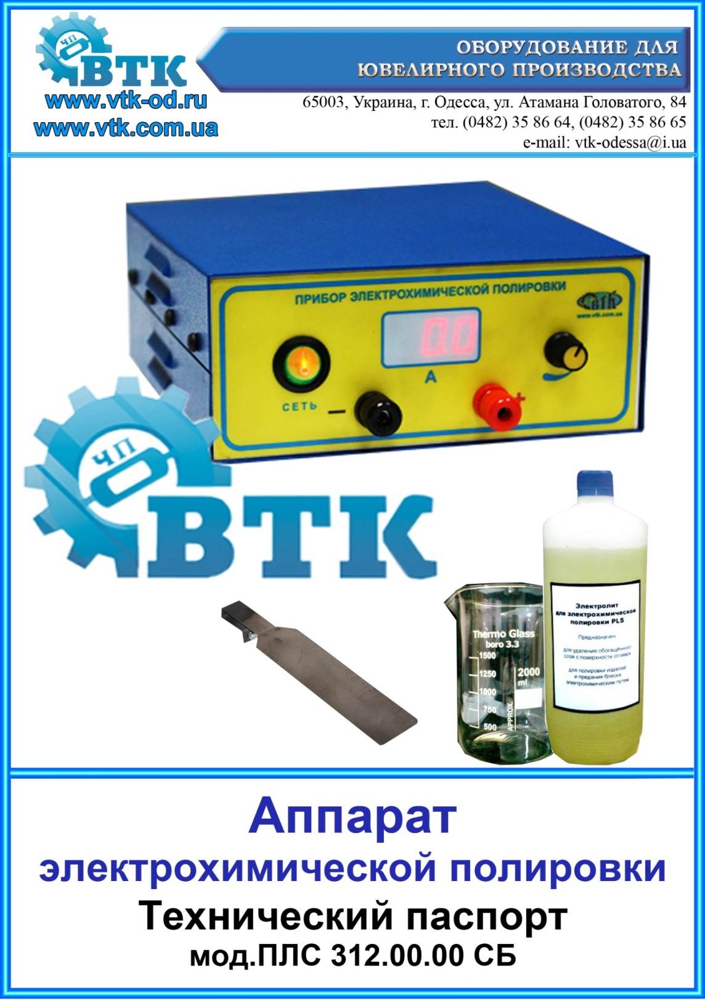 ЧП
ВТК
www.vtk-od.ru
www.vtk.com.ua
ОБОРУДОВАНИЕ ДЛЯ
ЮВЕЛИРНОГО ПРОИЗВОДСТВА
65003, Украина, г. Одесса, ул. Атамана Головатого, 84
тел. (0482) 35 86 64, (0482) 35 86 65
e-mail: vtk-odessa@i.ua
ПРИБОР ЭЛЕКТРОХИМИЧЕСКОЙ ПОЛИРОВКИ
ВТК
www.vtk.com.ua
0.0
А
СЕТЬ
−
+
ЧП
ВТК
Thermo Glass
boro 3.3
1500
1250
1000
750
500
2000
ml
APPROX.
Электролит
для электрохимической
полировки PLS
Предназначен
для удаления обогащённого
слоя с поверхности отливок
для полировки изделий
и предания блеска
электрохимическим путем
Аппарат
электрохимической полировки
Технический паспорт
мод.ПЛС 312.00.00 СБ